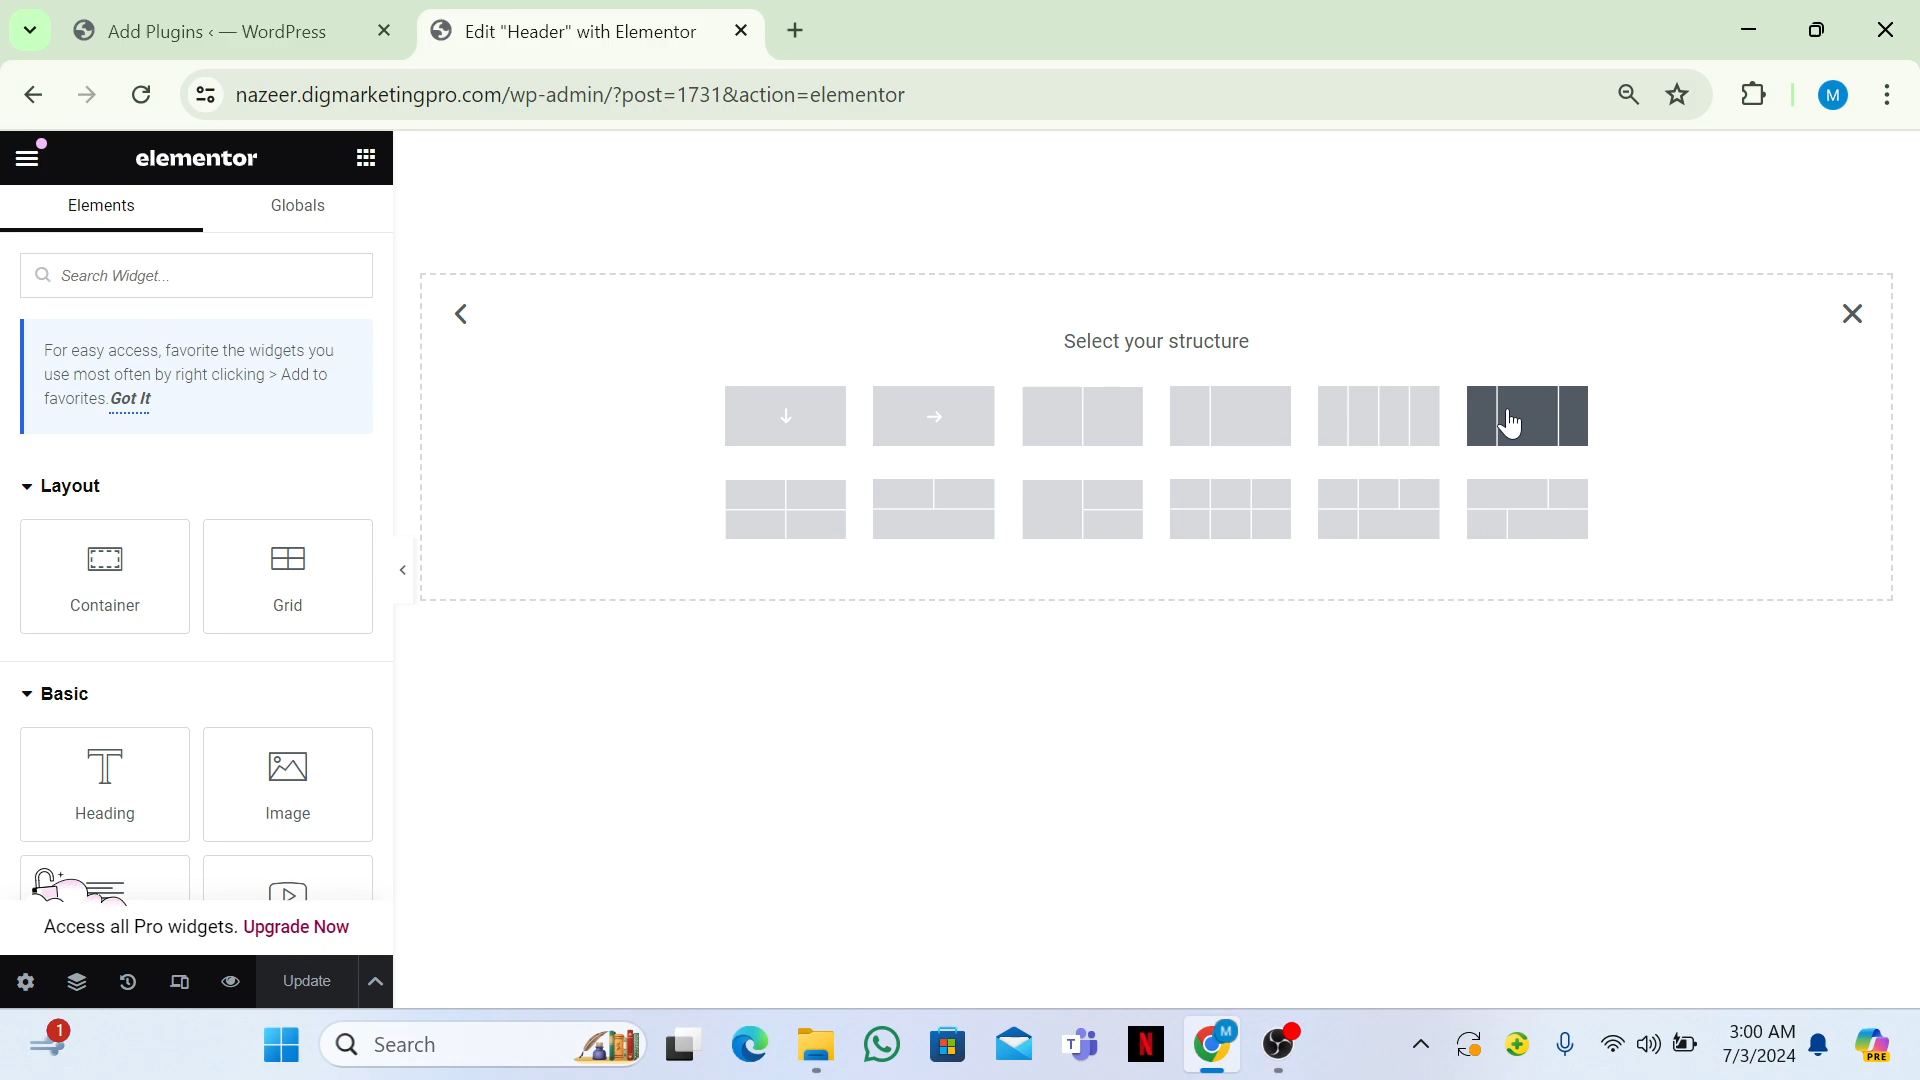 Add Plugins ‹ — WordPress
Edit "Header" with Elementor
nazeer.digmarketingpro.com/wp-admin/?post=1731&action=elementor
M
elementor
Elements
Globals
Search Widget...
For easy access, favorite the widgets you
use most often by right clicking > Add to
favorites. Got It
Select your structure
Layout
Container
Grid
Basic
Heading
Image
Access all Pro widgets. Upgrade Now
Update
1
Search
T
N
M
3:00 AM
7/3/2024
PRE